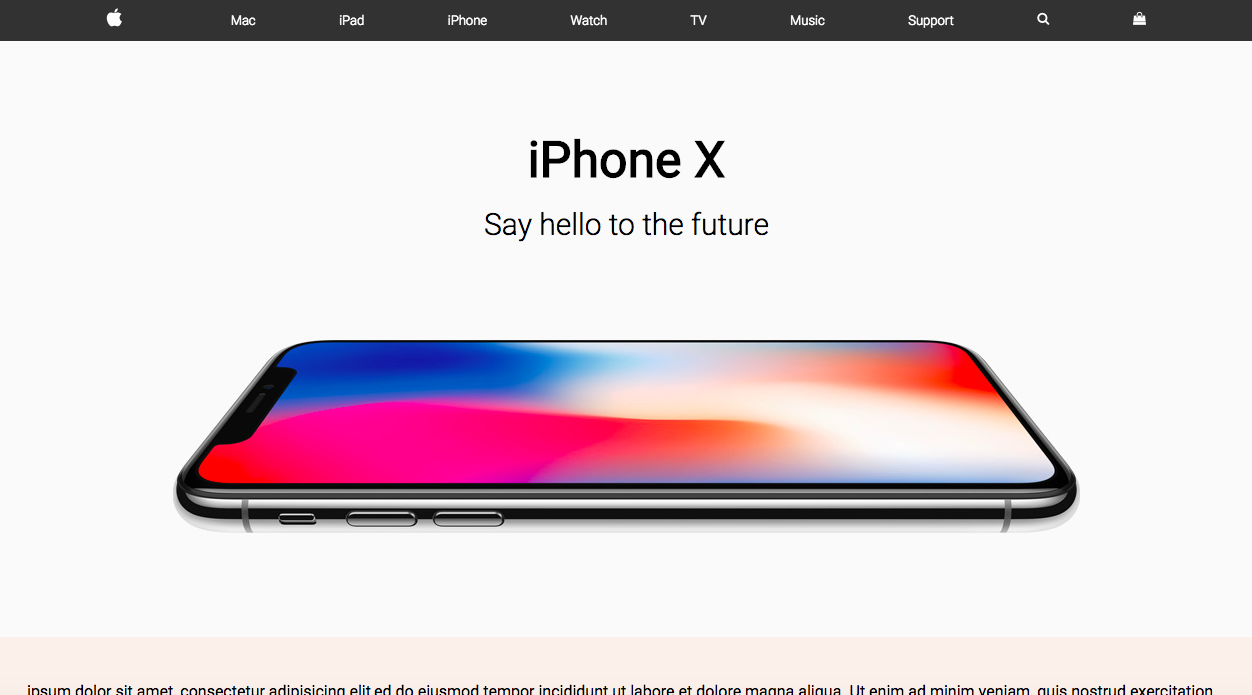 Mac iPad iPhone Watch TV Music Support
iPhone X
Say hello to the future
ipsum dolor sit amet, consectetur adipisicing elit,ed do eiusmod tempor incididunt ut labore et dolore magna aliqua. Ut enim ad minim veniam, quis nostrud exercitation